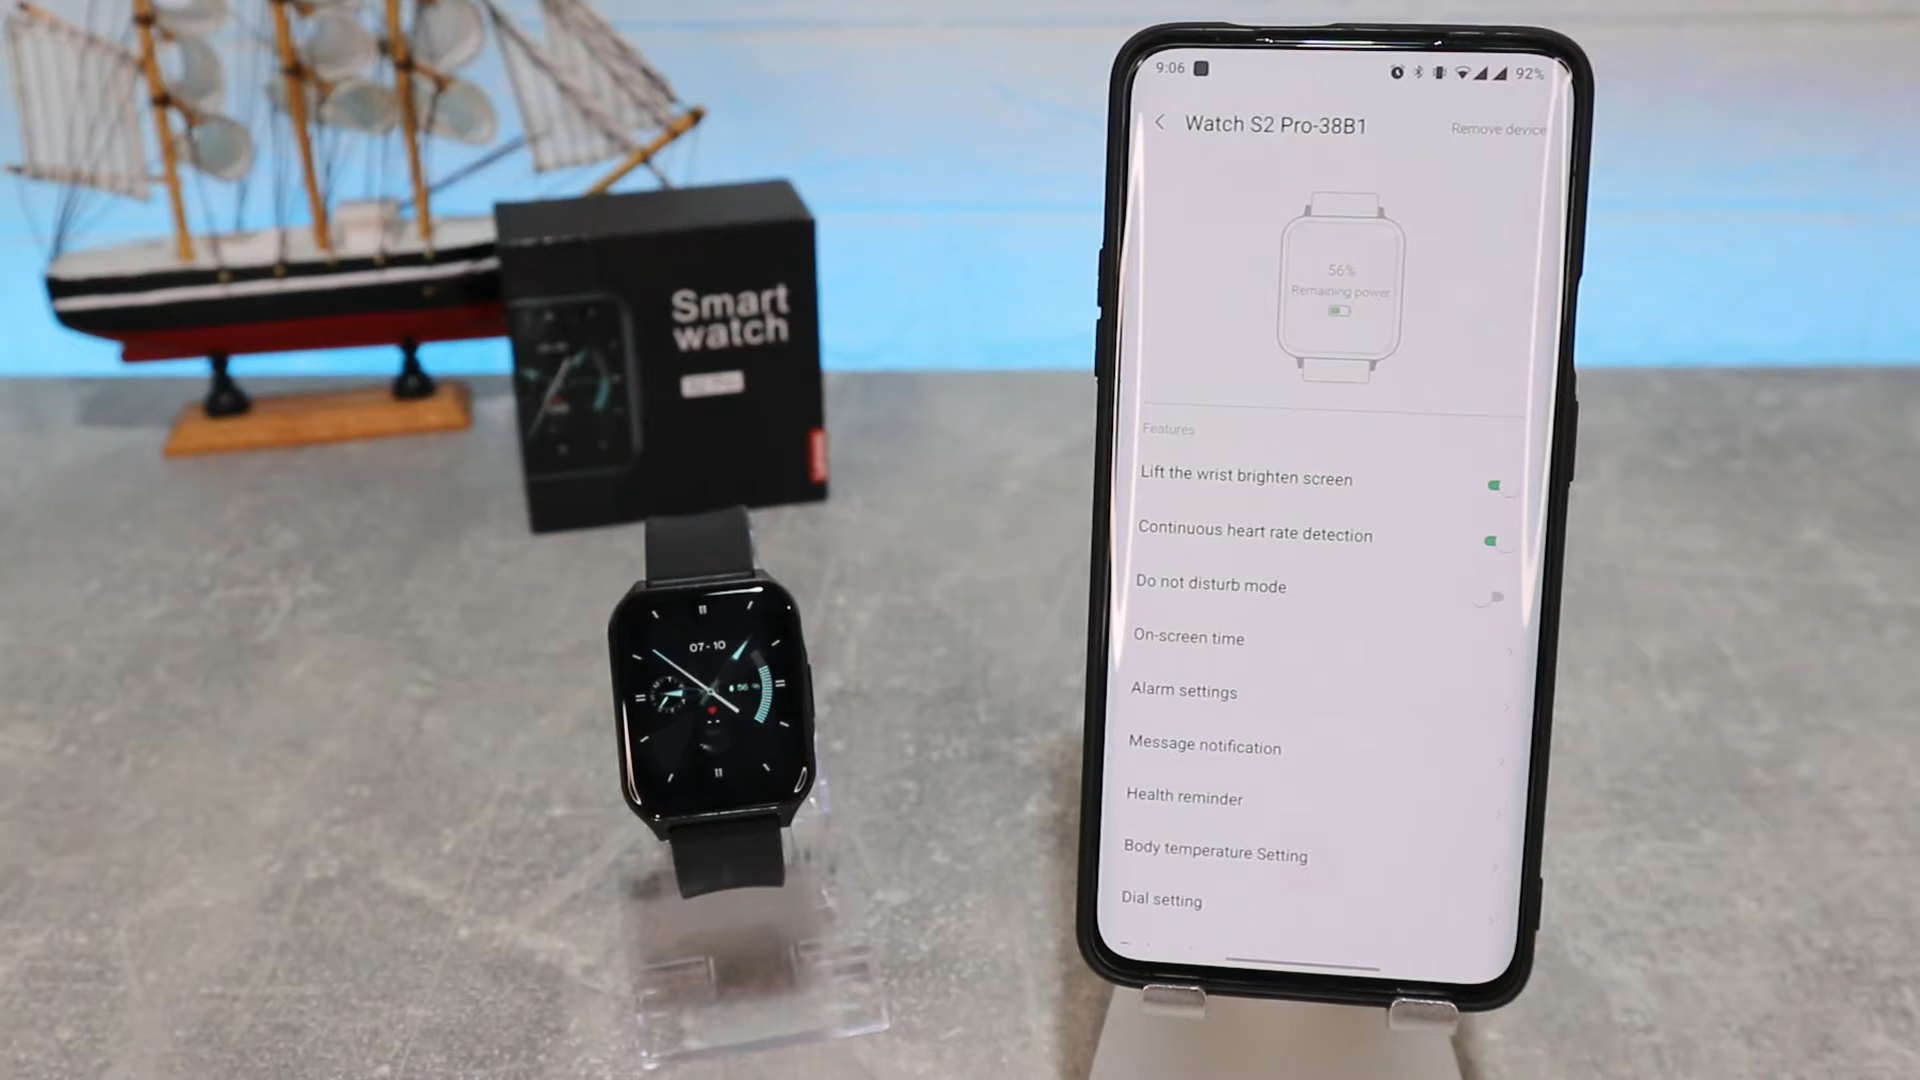 9:06
92%
Watch S2 Pro-38B1
Remove device
56%
Remaining power
Features
Lift the wrist brighten screen
Continuous heart rate detection
Do not disturb mode
On-screen time
Alarm settings
Message notification
Health reminder
Body temperature Setting
Dial setting
Smart
watch
07-10
56 %